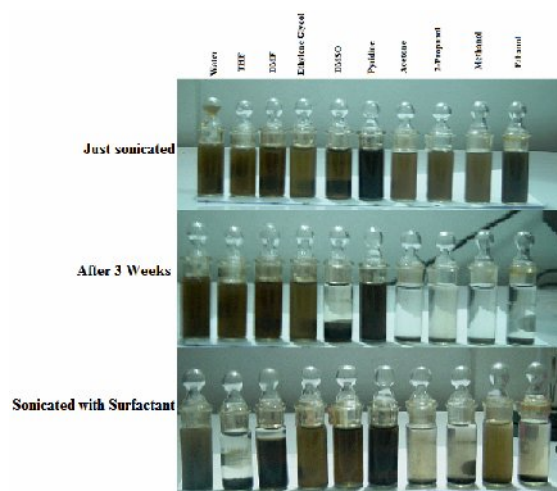 Water
THF
DMF
Ethylene Glycol
DMSO
Pyridine
Acetone
2-Propanol
Methanol
Ethanol
Just sonicated
After 3 Weeks
Sonicated with Surfactant